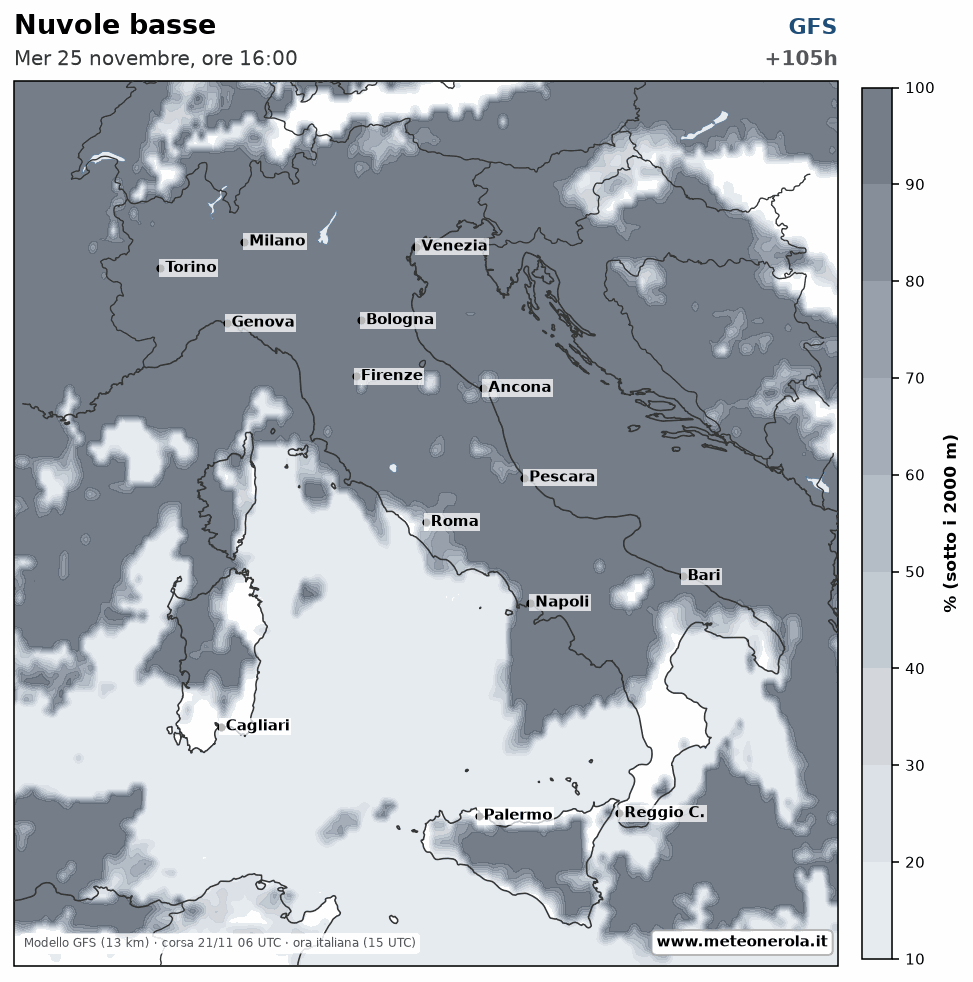 Nuvole basse
GFS
Mer 25 novembre, ore 16:00
+105h
100
90
80
70
60
50
40
30
20
10
% (sotto i 2000 m)
Milano
Venezia
Torino
Genova
Bologna
Firenze
Ancona
Pescara
Roma
Bari
Napoli
Cagliari
Palermo
Reggio C.
Modello GFS (13 km) · corsa 21/11 06 UTC · ora italiana (15 UTC)
www.meteonerola.it